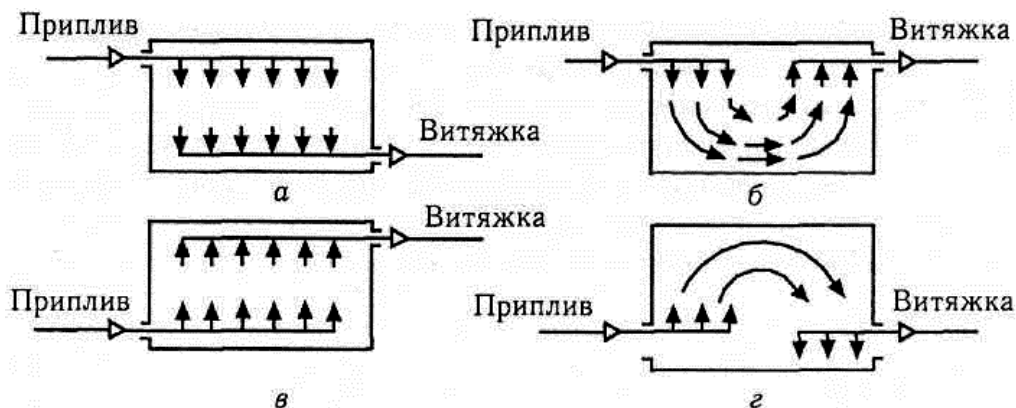 Приплив
Витяжка
а
Приплив
Витяжка
б
Приплив
Витяжка
в
Приплив
Витяжка
г